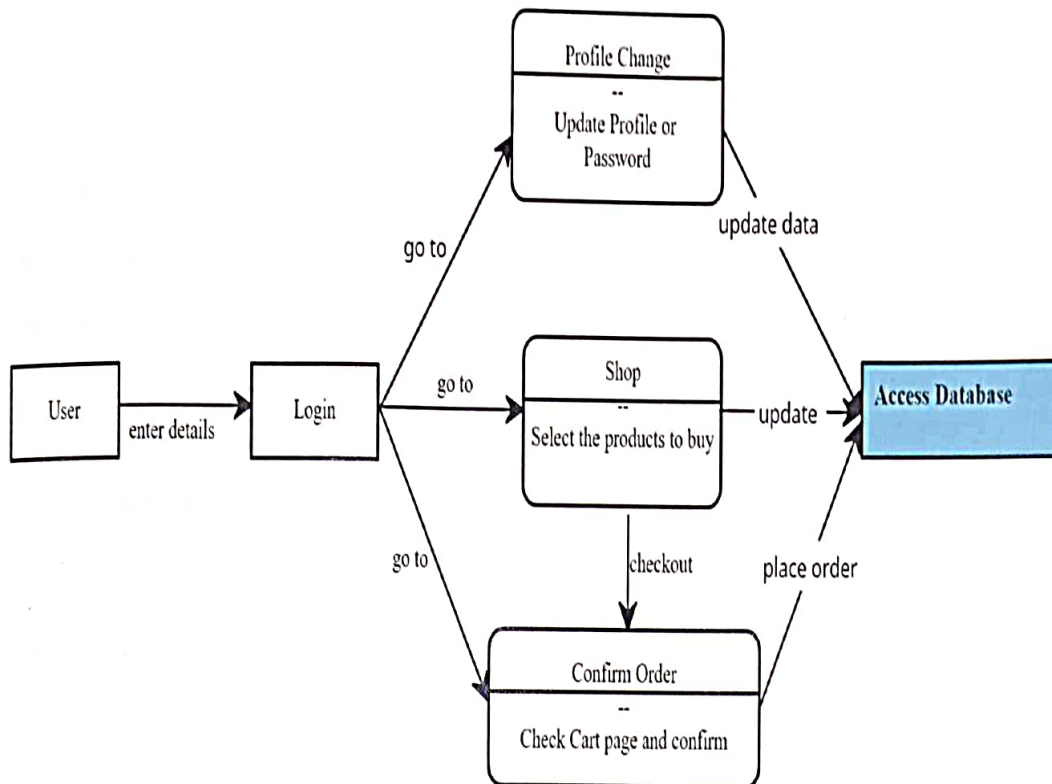 Profile Change
--
Update Profile or
Password
go to
update data
User
enter details
Login
go to
Shop
--
Select the products to buy
update
Access Database
go to
checkout
place order
Confirm Order
--
Check Cart page and confirm